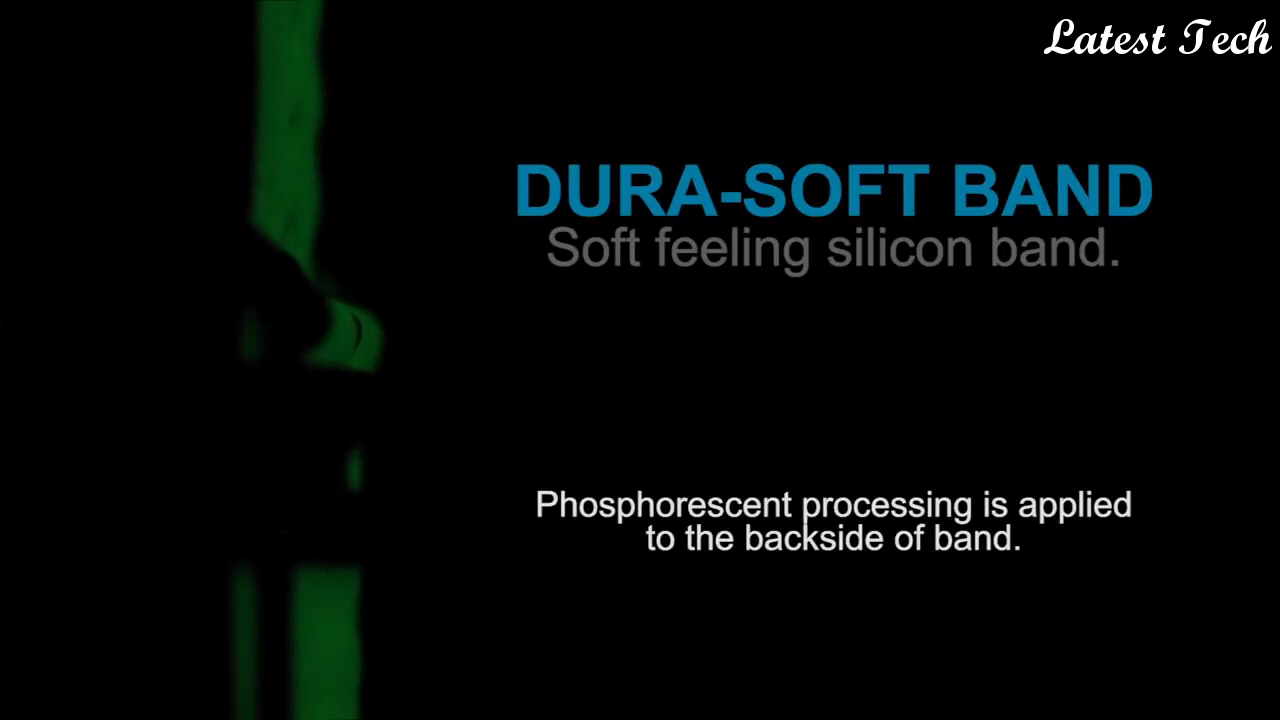 Latest Tech
DURA-SOFT BAND
Soft feeling silicon band.
Phosphorescent processing is applied
to the backside of band.